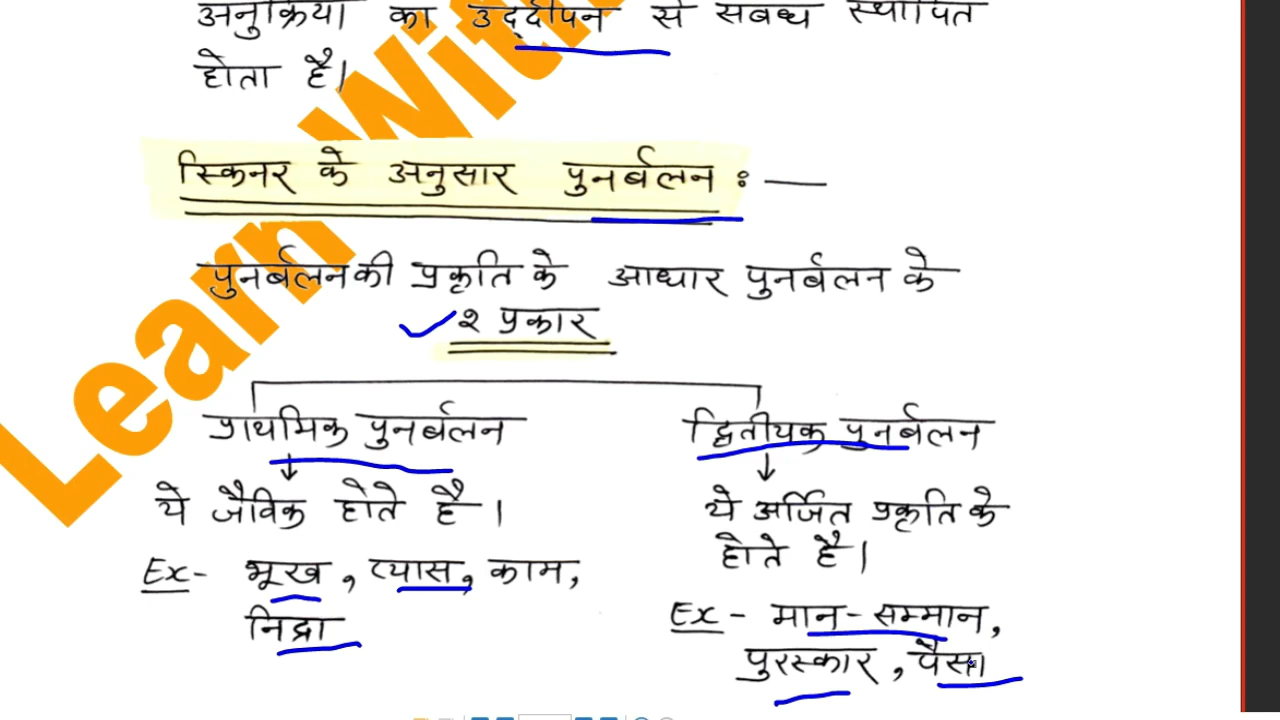 अनुक्रिया का उद्दीपन से संबंध स्थापित
होता है।
स्किनर के अनुसार पुनर्बलन : —
पुनर्बलन की प्रकृति के आधार पुनर्बलन के
२ प्रकार
प्राथमिक पुनर्बलन
ये जैविक होते है।
Ex- भूख, प्यास, काम,
निद्रा
द्वितीयक पुनर्बलन
ये अर्जित प्रकृति के
होते है।
Ex - मान-सम्मान,
पुरस्कार, पैसा
Learn With